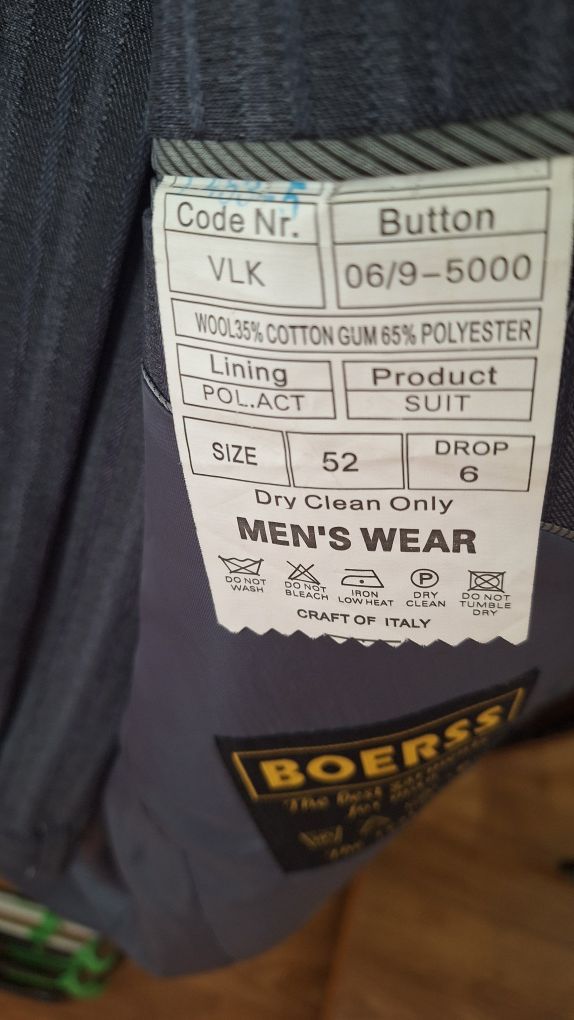 Code Nr.
Button
VLK
06/9-5000
WOOL35% COTTON GUM 65% POLYESTER
Lining
Product
POL..ACT
SUIT
SIZE
52
DROP
6
Dry Clean Only
MEN'S WEAR
DO NOT
WASH
DO NOT
BLEACH
IRON
LOW HEAT
P
DRY
CLEAN
DO NOT
TUMBLE
DRY
CRAFT OF ITALY
BOERSS
The Best